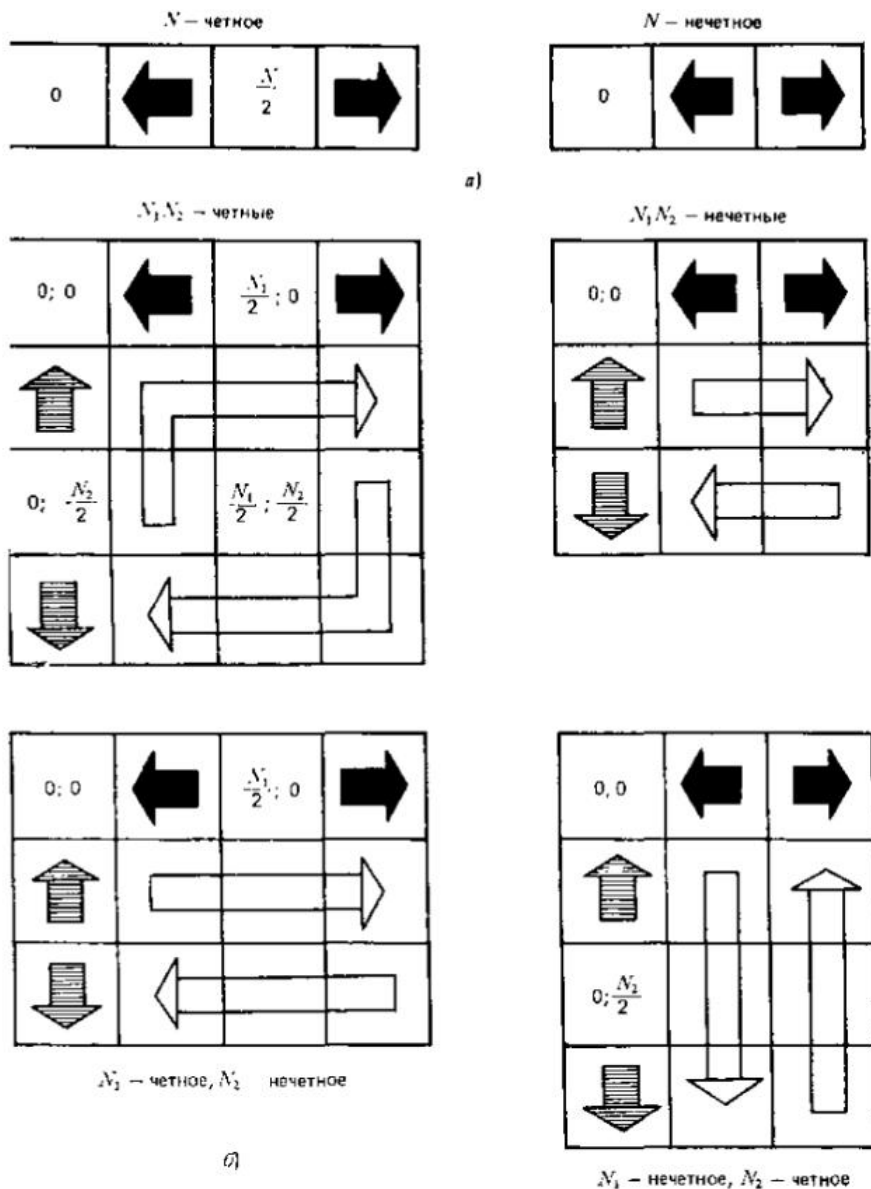 N — четное
N — нечетное
0
N/2
0
а)
N₁N₂ — четные
N₁N₂ — нечетные
0; 0
N₁/2 ; 0
0; 0
0; N₂/2
N₁/2 ; N₂/2
0; 0
N₁/2 ; 0
0, 0
0; N₂/2
N₁ — четное, N₂ нечетное
б)
N₁ — нечетное, N₂ — четное